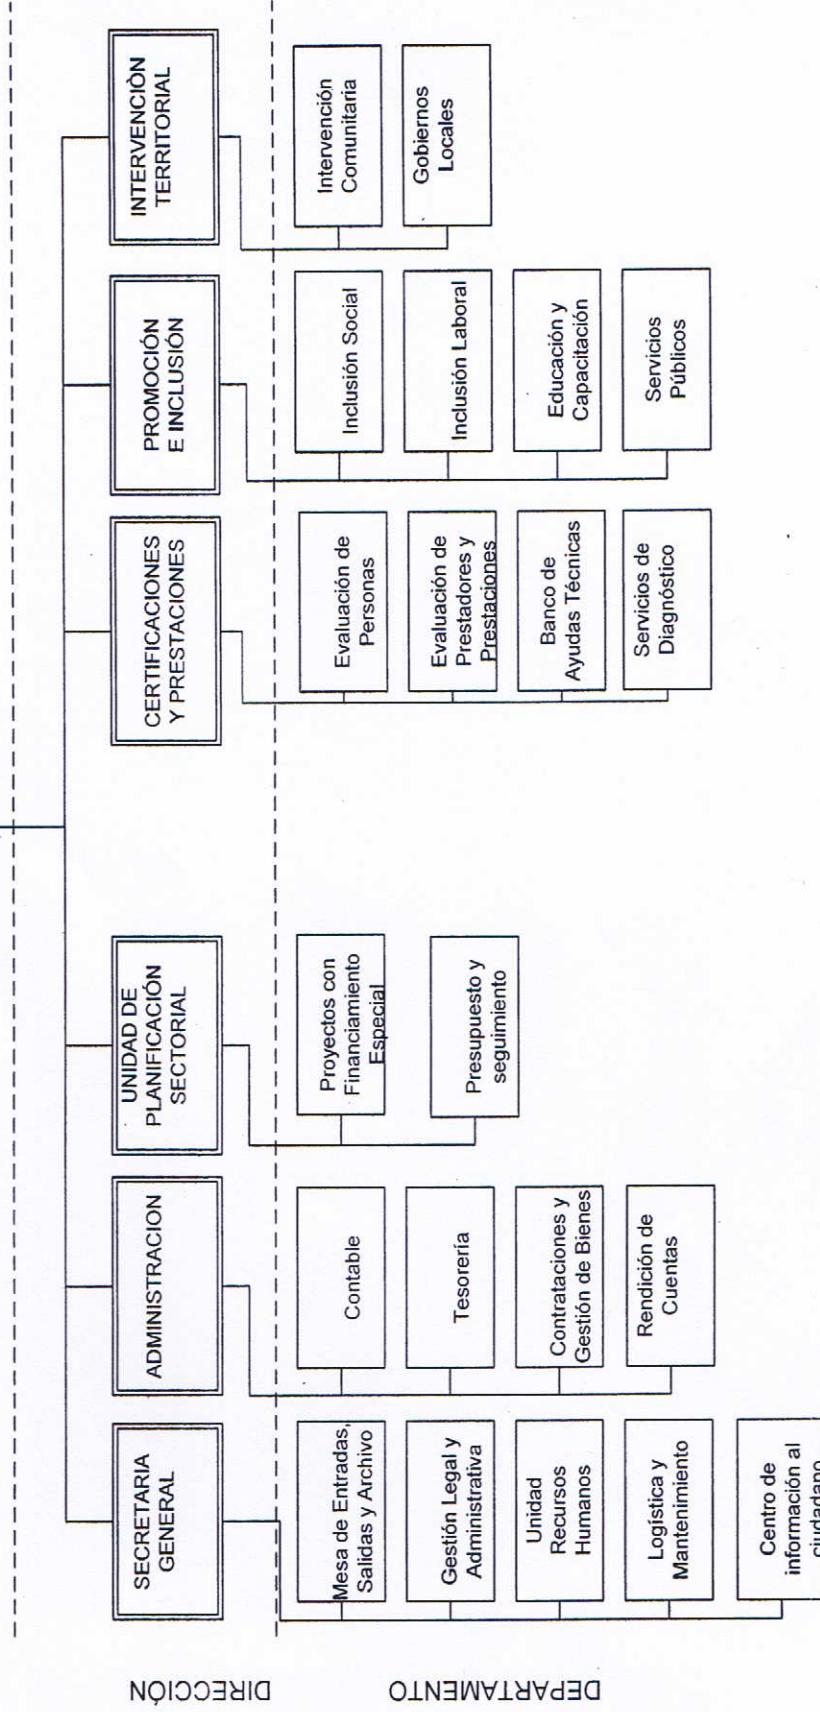 DIRECCIÓN
SECRETARIA
GENERAL
ADMINISTRACION
UNIDAD DE
PLANIFICACIÓN
SECTORIAL
CERTIFICACIONES
Y PRESTACIONES
PROMOCIÓN
E INCLUSIÓN
INTERVENCIÒN
TERRITORIAL
DEPARTAMENTO
Mesa de Entradas,
Salidas y Archivo
Gestión Legal y
Administrativa
Unidad
Recursos
Humanos
Logística y
Mantenimiento
Centro de
información al
ciudadano
Contable
Tesorería
Contrataciones y
Gestión de Bienes
Rendición de
Cuentas
Proyectos con
Financiamiento
Especial
Presupuesto y
seguimiento
Evaluación de
Personas
Evaluación de
Prestadores y
Prestaciones
Banco de
Ayudas Técnicas
Servicios de
Diagnóstico
Inclusión Social
Inclusión Laboral
Educación y
Capacitación
Servicios
Públicos
Intervención
Comunitaria
Gobiernos
Locales